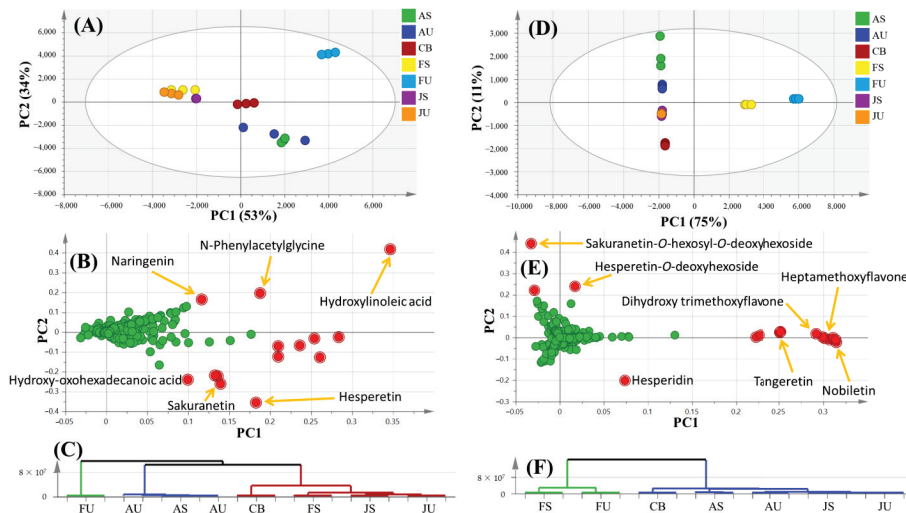 (A)
PC2 (34%)
6,000
4,000
2,000
0
−2,000
−4,000
−6,000
−8,000
−8,000 −6,000 −4,000 −2,000 0 2,000 4,000 6,000 8,000
PC1 (53%)
AS
AU
CB
FS
FU
JS
JU
(D)
PC2 (11%)
3,000
2,000
1,000
0
−1,000
−2,000
−3,000
−4,000
−10,000 −8,000 −6,000 −4,000 −2,000 0 2,000 4,000 6,000 8,000
PC1 (75%)
AS
AU
CB
FS
FU
JS
JU
(B)
PC2
0.4
0.3
0.2
0.1
0
-0.1
-0.2
-0.3
-0.4
N-Phenylacetylglycine
Naringenin
Hydroxylinoleic acid
Hydroxy-oxohexadecanoic acid
Sakuranetin
Hesperetin
-0.05 0 0.05 0.1 0.15 0.2 0.25 0.3 0.35
PC1
(E)
PC2
0.4
0.3
0.2
0.1
0
-0.1
-0.2
-0.3
Sakuranetin-O-hexosyl-O-deoxyhexoside
Hesperetin-O-deoxyhexoside
Heptamethoxyflavone
Dihydroxy trimethoxyflavone
Hesperidin
Tangeretin
Nobiletin
-0.05 0 0.05 0.1 0.15 0.2 0.25 0.3
PC1
(C)
8 × 10⁷
0
FU AU AS AU CB FS JS JU
(F)
8 × 10⁷
0
FS FU CB AS AU JS JU